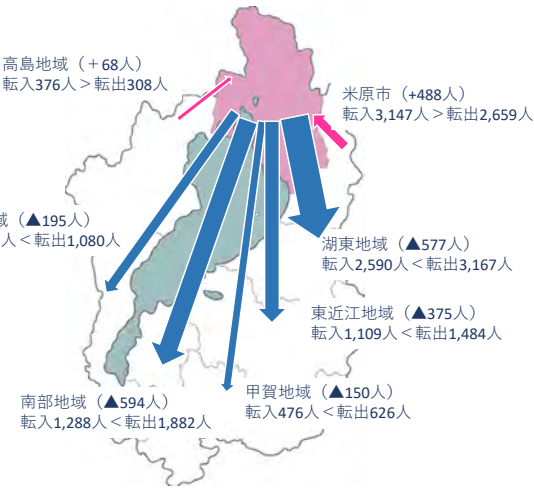 高島地域（＋68人）
転入376人＞転出308人
米原市（+488人）
転入3,147人＞転出2,659人
域（▲195人）
人＜転出1,080人
湖東地域（▲577人）
転入2,590人＜転出3,167人
東近江地域（▲375人）
転入1,109人＜転出1,484人
甲賀地域（▲150人）
転入476人＜転出626人
南部地域（▲594人）
転入1,288人＜転出1,882人